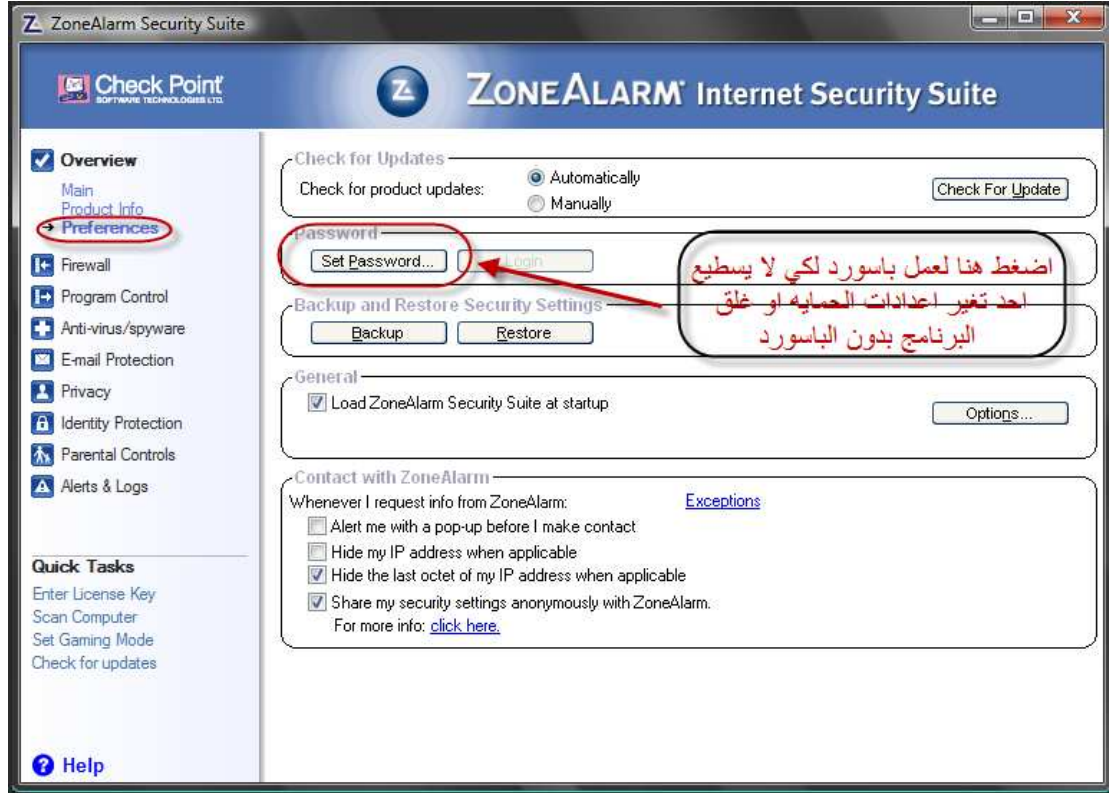 ZoneAlarm Security Suite
Check Point
SOFTWARE TECHNOLOGIES LTD.
ZONEALARM Internet Security Suite
Overview
Main
Product Info
Preferences
Firewall
Program Control
Anti-virus/spyware
E-mail Protection
Privacy
Identity Protection
Parental Controls
Alerts & Logs
Quick Tasks
Enter License Key
Scan Computer
Set Gaming Mode
Check for updates
Help
Check for Updates
Check for product updates:
Automatically
Manually
Check For Update
Password
Set Password...
Login
اضغط هنا لعمل باسورد لكي لا يسطيع
احد تغير اعدادات الحمايه او غلق
البرنامج بدون الباسورد
Backup and Restore Security Settings
Backup
Restore
General
Load ZoneAlarm Security Suite at startup
Options...
Contact with ZoneAlarm
Whenever I request info from ZoneAlarm:
Exceptions
Alert me with a pop-up before I make contact
Hide my IP address when applicable
Hide the last octet of my IP address when applicable
Share my security settings anonymously with ZoneAlarm.
For more info: click here.